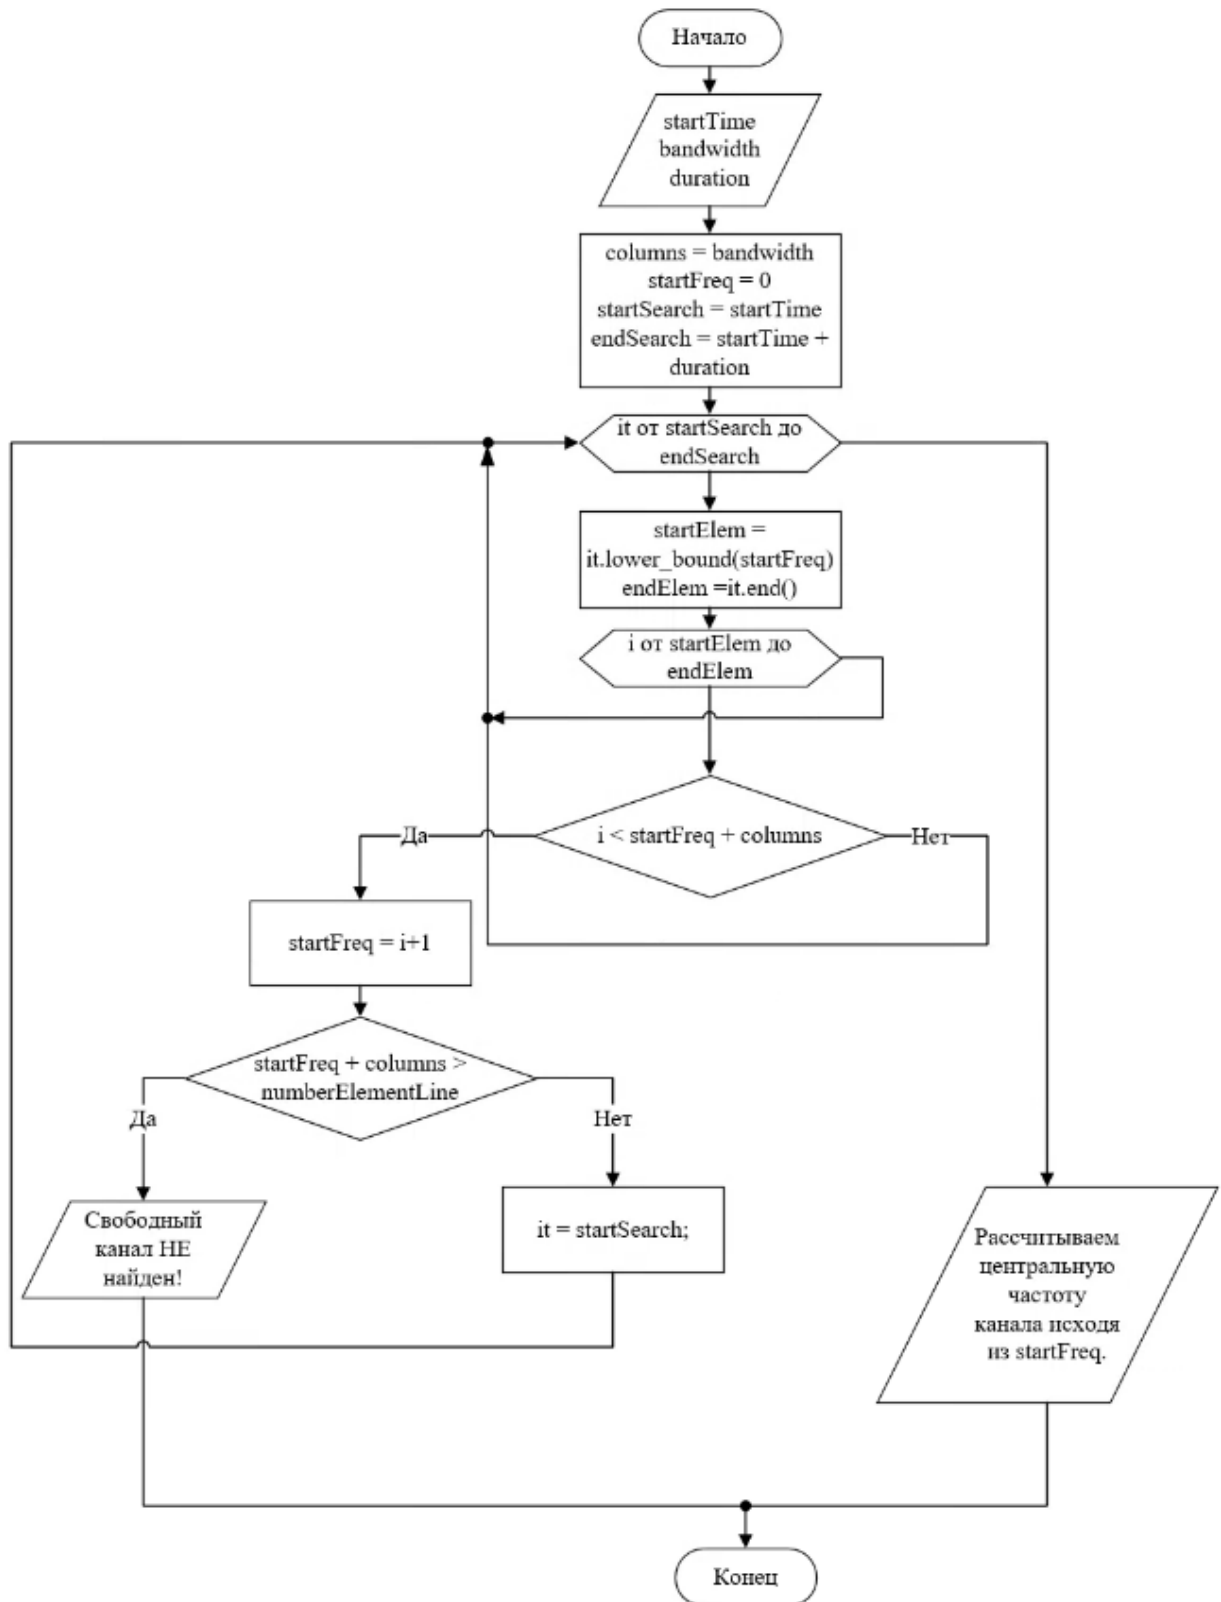 Начало
startTime
bandwidth
duration
columns = bandwidth
startFreq = 0
startSearch = startTime
endSearch = startTime +
duration
it от startSearch до
endSearch
startElem =
it.lower_bound(startFreq)
endElem =it.end()
i от startElem до
endElem
i < startFreq + columns
Да
Нет
startFreq = i+1
startFreq + columns >
numberElementLine
Да
Нет
Свободный
канал НЕ
найден!
it = startSearch;
Рассчитываем
центральную
частоту
канала исходя
из startFreq.
Конец